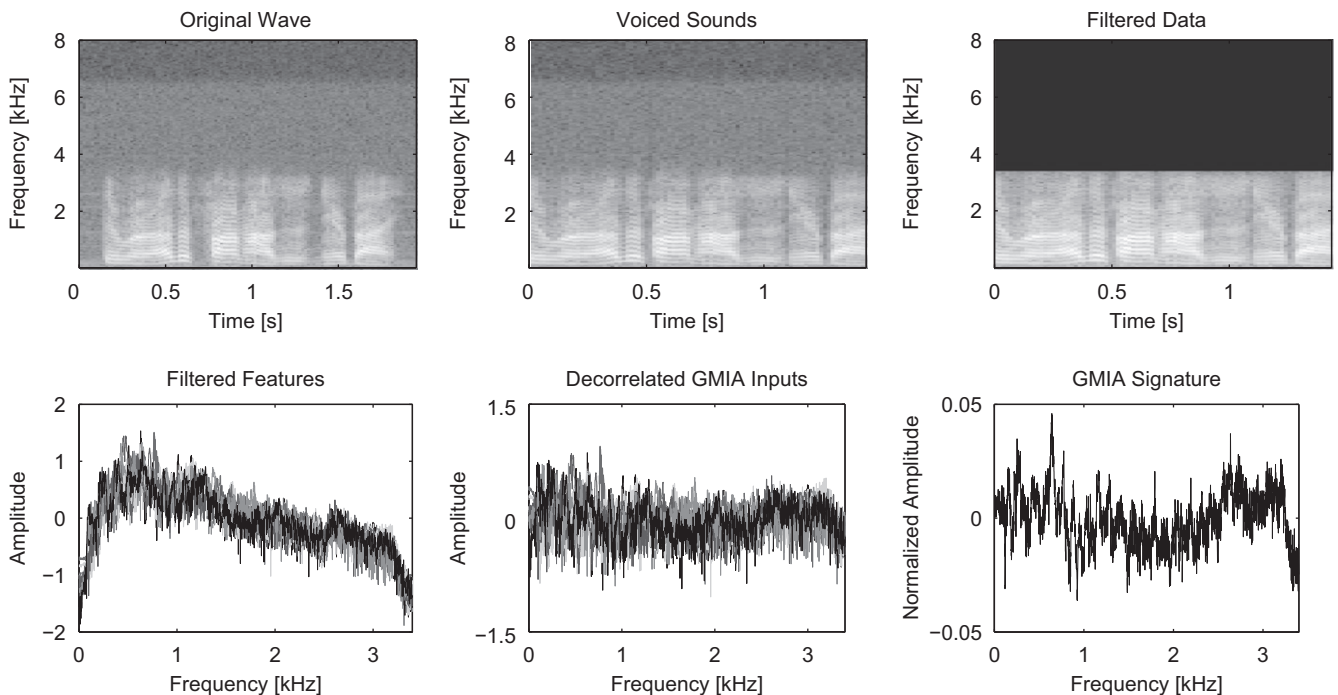 Original Wave
Voiced Sounds
Filtered Data
Frequency [kHz]
8
6
4
2
0
0.5
1
1.5
Time [s]
Frequency [kHz]
8
6
4
2
0
0.5
1
Time [s]
Frequency [kHz]
8
6
4
2
0
0.5
1
Time [s]
Filtered Features
Decorrelated GMIA Inputs
GMIA Signature
Amplitude
2
1
0
−1
−2
0
1
2
3
Frequency [kHz]
Amplitude
1.5
0
−1.5
0
1
2
3
Frequency [kHz]
Normalized Amplitude
0.05
0
−0.05
0
1
2
3
Frequency [kHz]